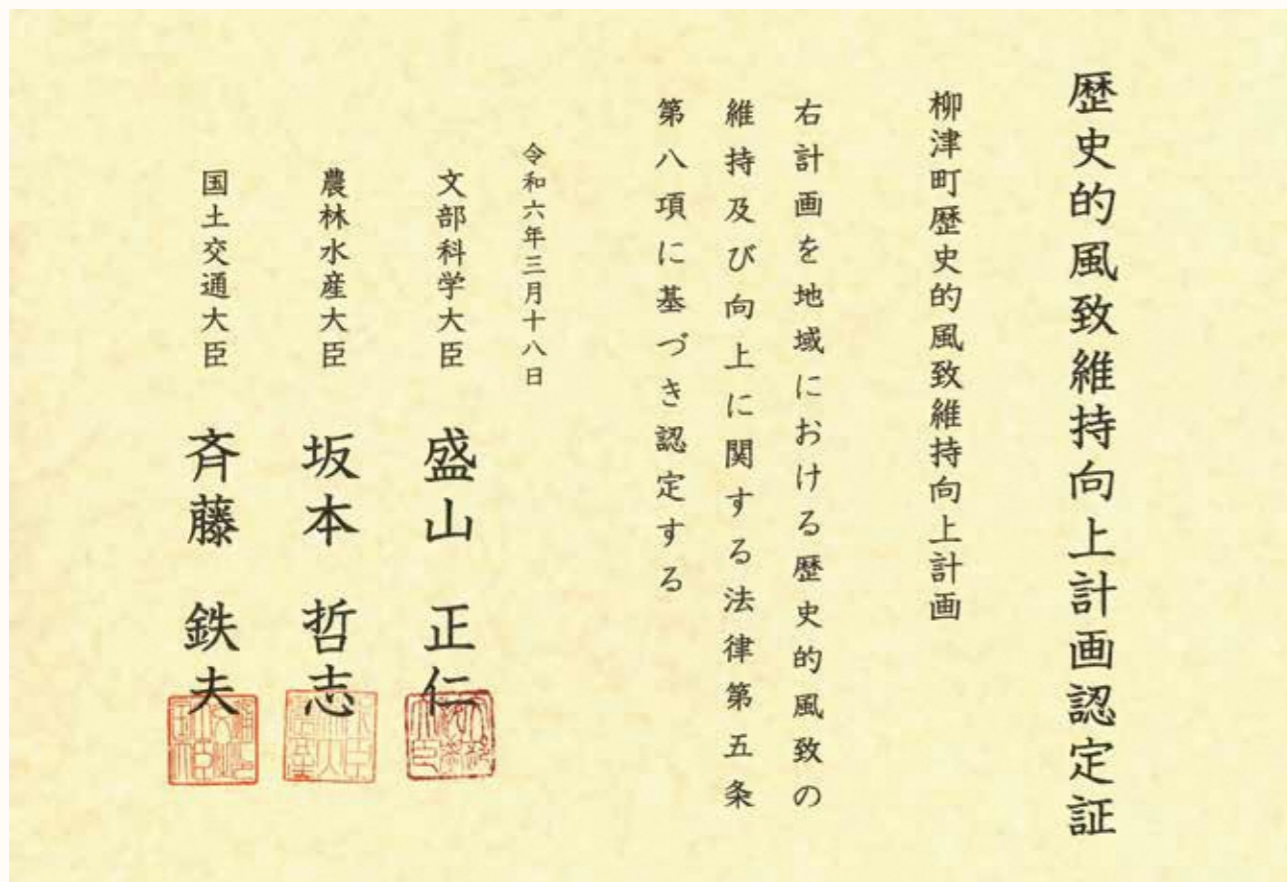 歴史的風致維持向上計画認定証
柳津町歴史的風致維持向上計画
右計画を地域における歴史的風致の
維持及び向上に関する法律第五条
第八項に基づき認定する
令和六年三月十八日
文部科学大臣 盛山 正仁
農林水産大臣 坂本 哲志
国土交通大臣 斉藤 鉄夫